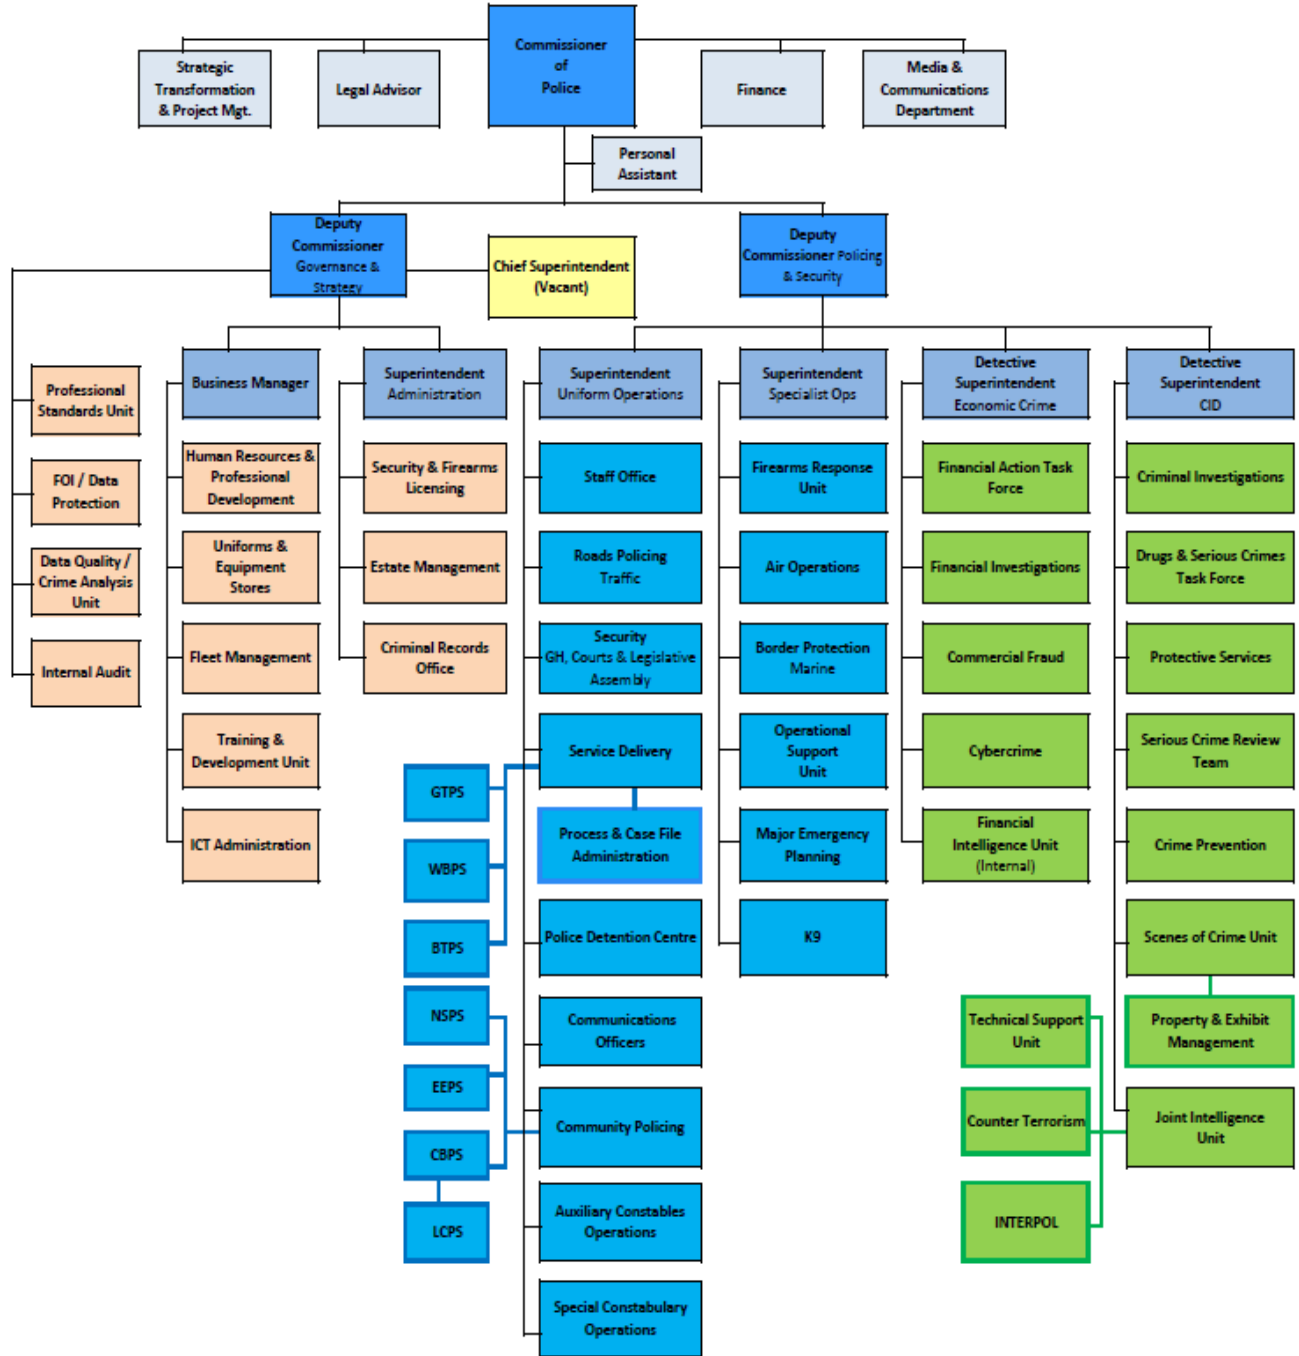 Commissioner
of
Police
Strategic
Transformation
& Project Mgt.
Legal Advisor
Finance
Media &
Communications
Department
Personal
Assistant
Deputy
Commissioner
Governance &
Strategy
Chief Superintendent
(Vacant)
Deputy
Commissioner Policing
& Security
Professional
Standards Unit
FOI / Data
Protection
Data Quality /
Crime Analysis
Unit
Internal Audit
Business Manager
Human Resources &
Professional
Development
Uniforms &
Equipment
Stores
Fleet Management
Training &
Development Unit
ICT Administration
Superintendent
Administration
Security & Firearms
Licensing
Estate Management
Criminal Records
Office
Superintendent
Uniform Operations
Staff Office
Roads Policing
Traffic
Security
GH, Courts & Legislative
Assembly
Service Delivery
Process & Case File
Administration
GTPS
WBPS
BTPS
Police Detention Centre
Communications
Officers
Community Policing
NSPS
EEPS
CBPS
LCPS
Auxiliary Constables
Operations
Special Constabulary
Operations
Superintendent
Specialist Ops
Firearms Response
Unit
Air Operations
Border Protection
Marine
Operational
Support
Unit
Major Emergency
Planning
K9
Detective
Superintendent
Economic Crime
Financial Action Task
Force
Financial Investigations
Commercial Fraud
Cybercrime
Financial
Intelligence Unit
(Internal)
Detective
Superintendent
CID
Criminal Investigations
Drugs & Serious Crimes
Task Force
Protective Services
Serious Crime Review
Team
Crime Prevention
Scenes of Crime Unit
Property & Exhibit
Management
Joint Intelligence
Unit
Technical Support
Unit
Counter Terrorism
INTERPOL